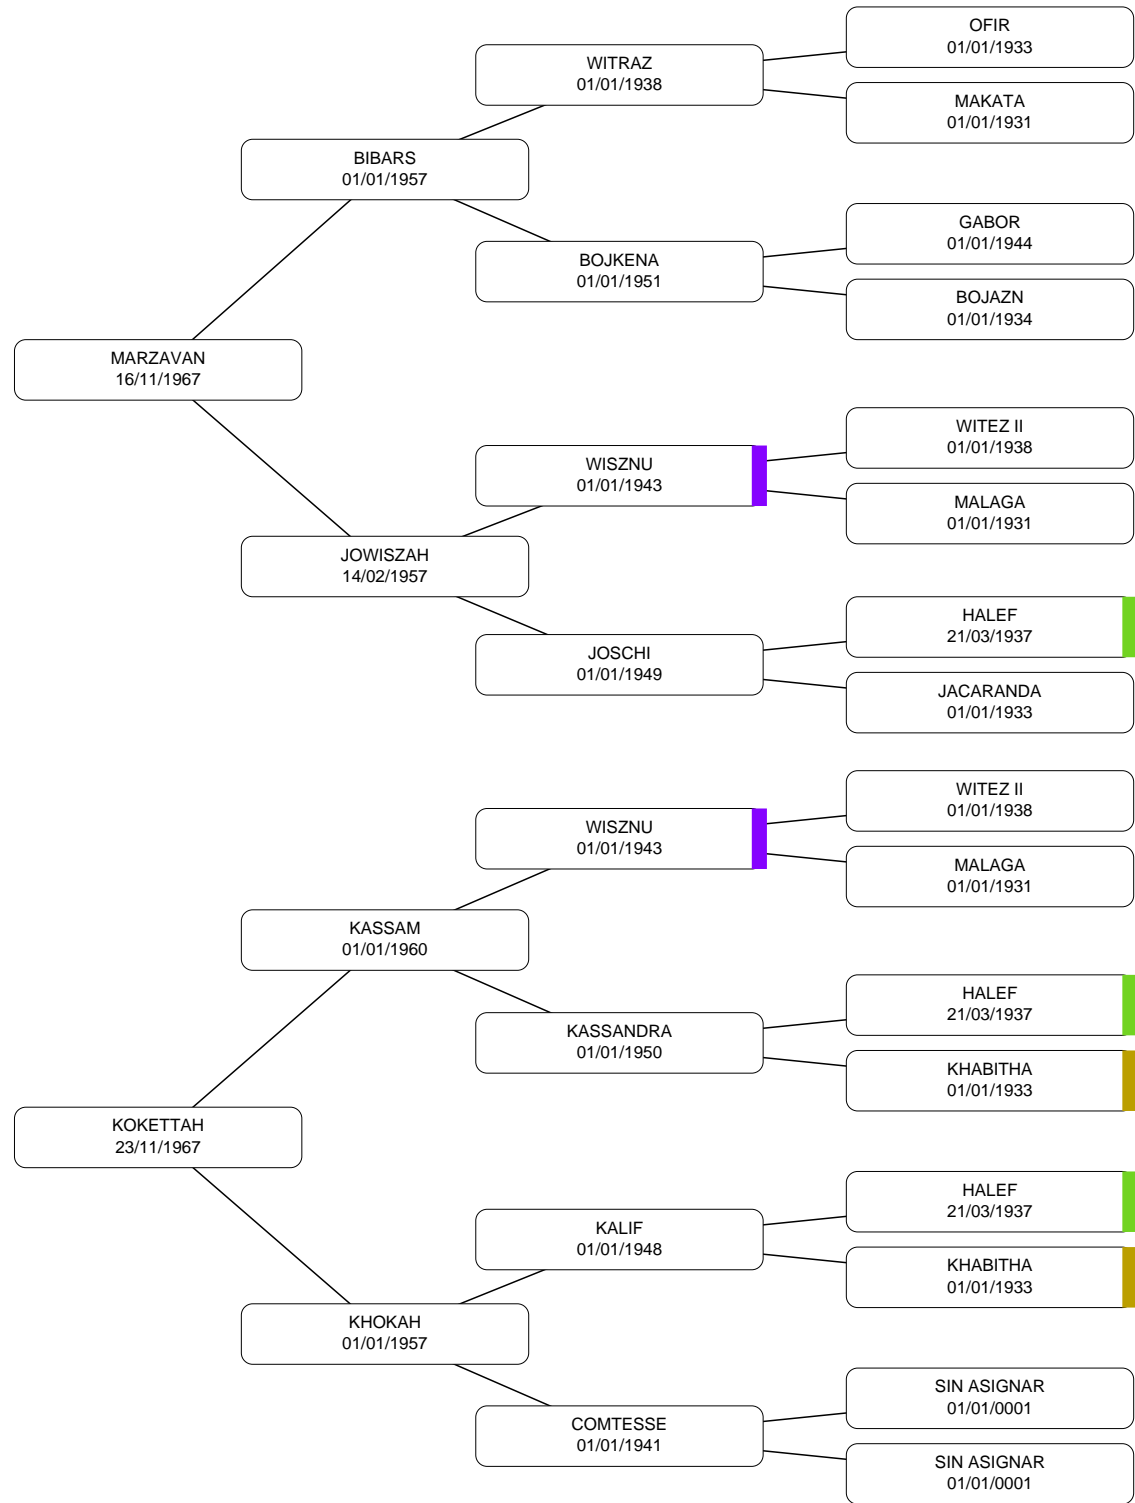 OFIR
01/01/1933
WITRAZ
01/01/1938
MAKATA
01/01/1931
BIBARS
01/01/1957
GABOR
01/01/1944
BOJKENA
01/01/1951
BOJAZN
01/01/1934
MARZAVAN
16/11/1967
WITEZ II
01/01/1938
WISZNU
01/01/1943
MALAGA
01/01/1931
JOWISZAH
14/02/1957
HALEF
21/03/1937
JOSCHI
01/01/1949
JACARANDA
01/01/1933
WITEZ II
01/01/1938
WISZNU
01/01/1943
MALAGA
01/01/1931
KASSAM
01/01/1960
HALEF
21/03/1937
KASSANDRA
01/01/1950
KHABITHA
01/01/1933
KOKETTAH
23/11/1967
HALEF
21/03/1937
KALIF
01/01/1948
KHABITHA
01/01/1933
KHOKAH
01/01/1957
SIN ASIGNAR
01/01/0001
COMTESSE
01/01/1941
SIN ASIGNAR
01/01/0001